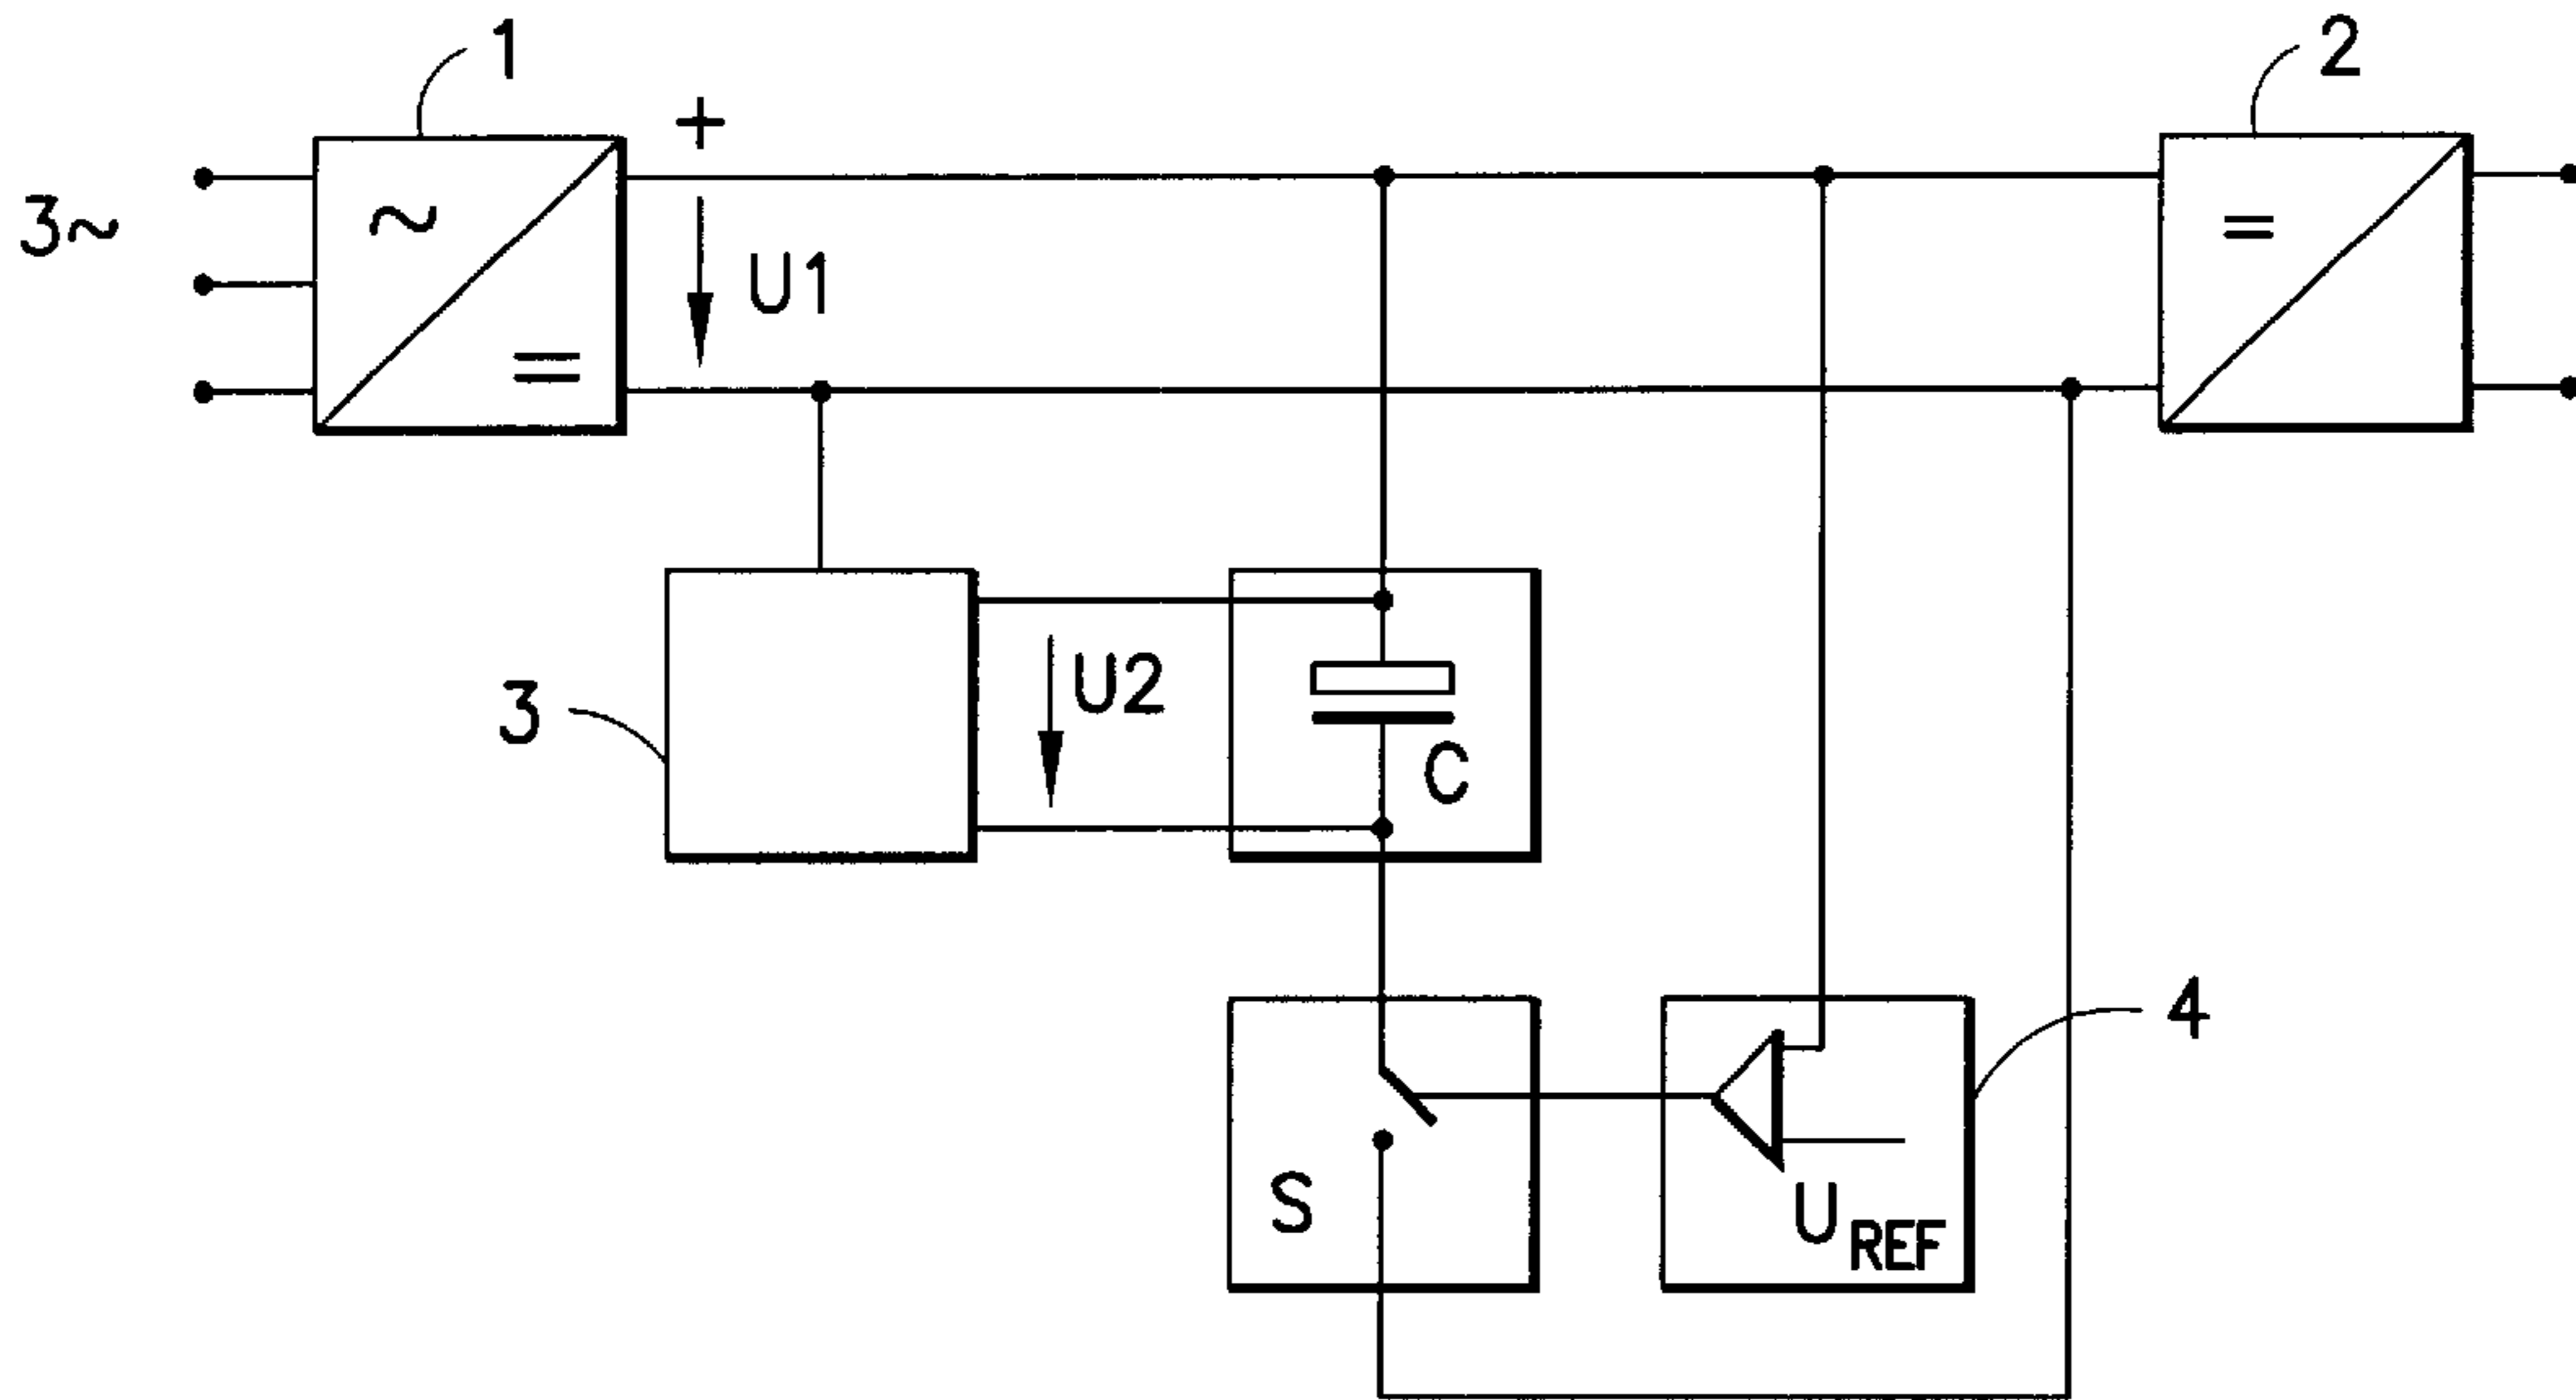 1
2
+
3~
~
U1
=
=
3
U2
C
4
S
UREF